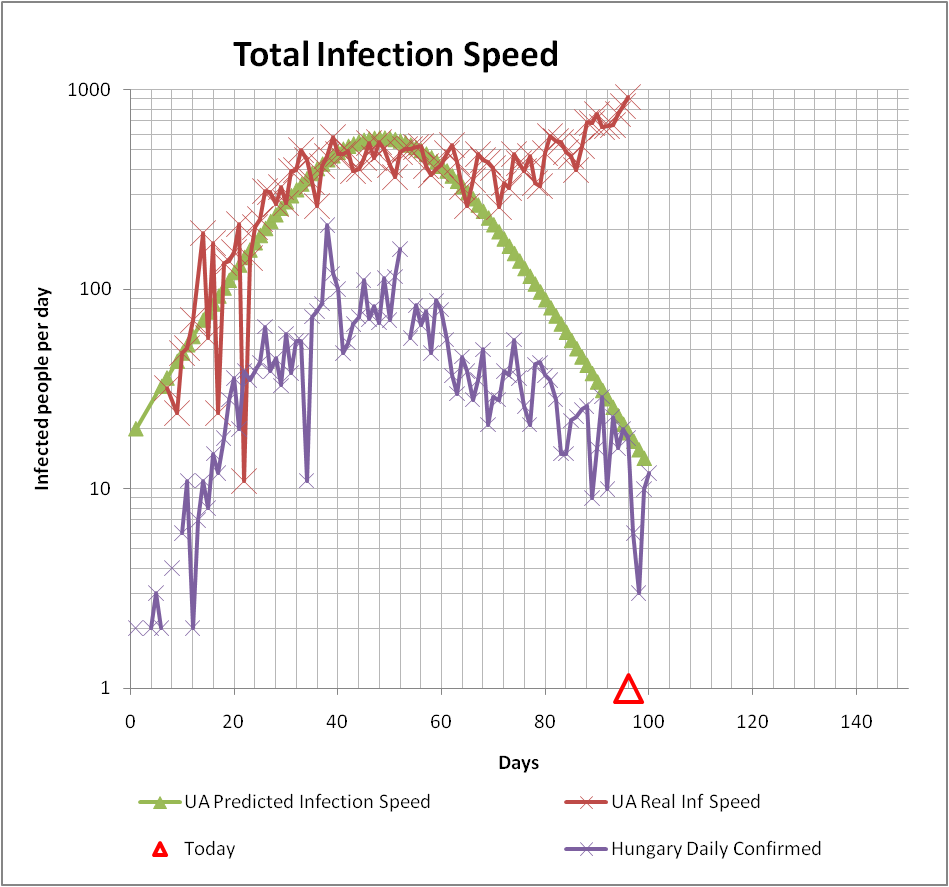 Total Infection Speed
1000
100
10
1
Infected people per day
0 20 40 60 80 100 120 140
Days
UA Predicted Infection Speed
UA Real Inf Speed
Today
Hungary Daily Confirmed